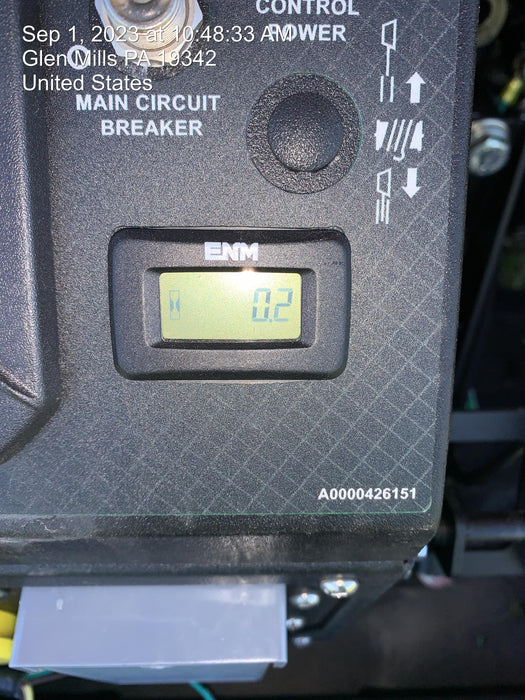 CONTROL
POWER
Sep 1, 2023 at 10:48:33 AM
Glen Mills PA 19342
United States
MAIN CIRCUIT
BREAKER
ENM
0.2
A0000426151